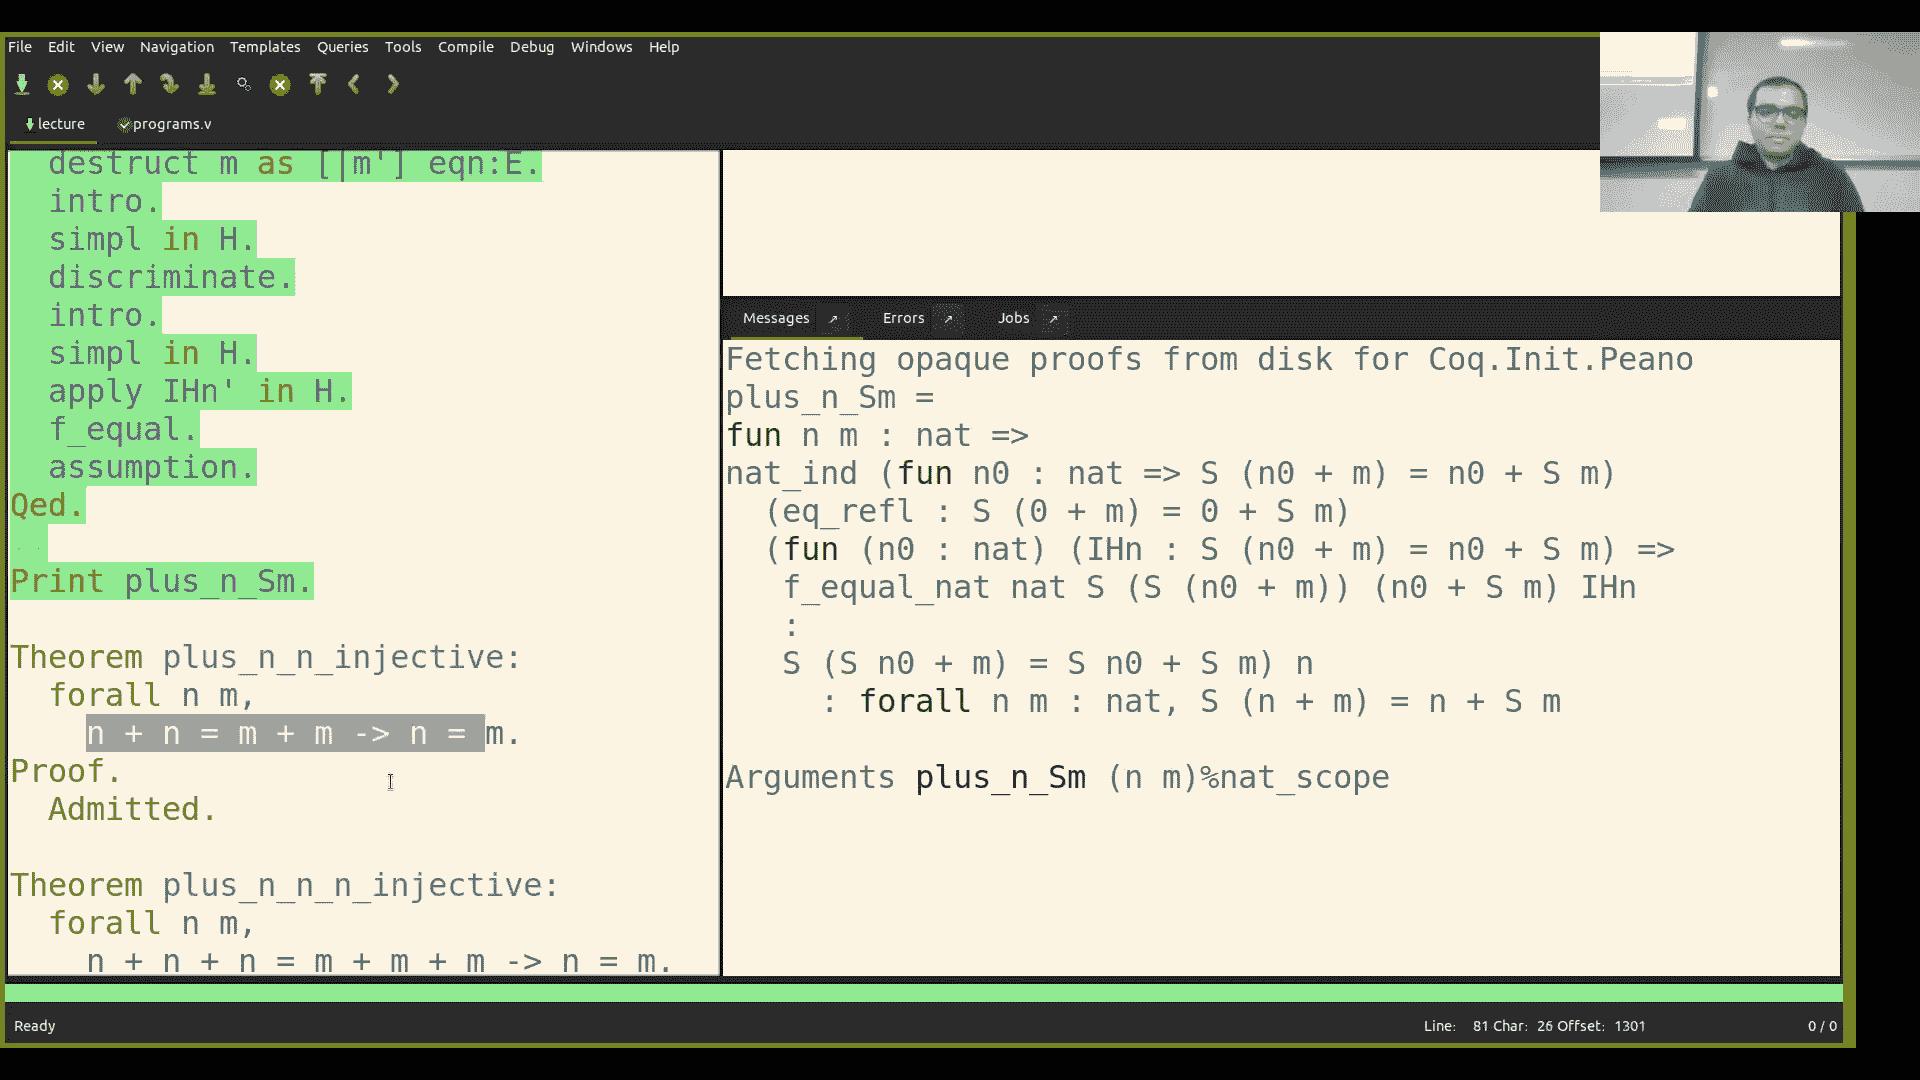 File Edit View Navigation Templates Queries Tools Compile Debug Windows Help
lecture programs.v
destruct m as [|m'] eqn:E.
intro.
simpl in H.
discriminate.
intro.
simpl in H.
apply IHn' in H.
f_equal.
assumption.
Qed.
Print plus_n_Sm.
Theorem plus_n_n_injective:
forall n m,
n + n = m + m -> n = m.
Proof.
Admitted.
Theorem plus_n_n_n_injective:
forall n m,
n + n + n = m + m + m -> n = m.
Messages Errors Jobs
Fetching opaque proofs from disk for Coq.Init.Peano
plus_n_Sm =
fun n m : nat =>
nat_ind (fun n0 : nat => S (n0 + m) = n0 + S m)
(eq_refl : S (0 + m) = 0 + S m)
(fun (n0 : nat) (IHn : S (n0 + m) = n0 + S m) =>
f_equal_nat nat S (S (n0 + m)) (n0 + S m) IHn
:
S (S n0 + m) = S n0 + S m) n
: forall n m : nat, S (n + m) = n + S m
Arguments plus_n_Sm (n m)%nat_scope
Ready Line: 81 Char: 26 Offset: 1301 0 / 0